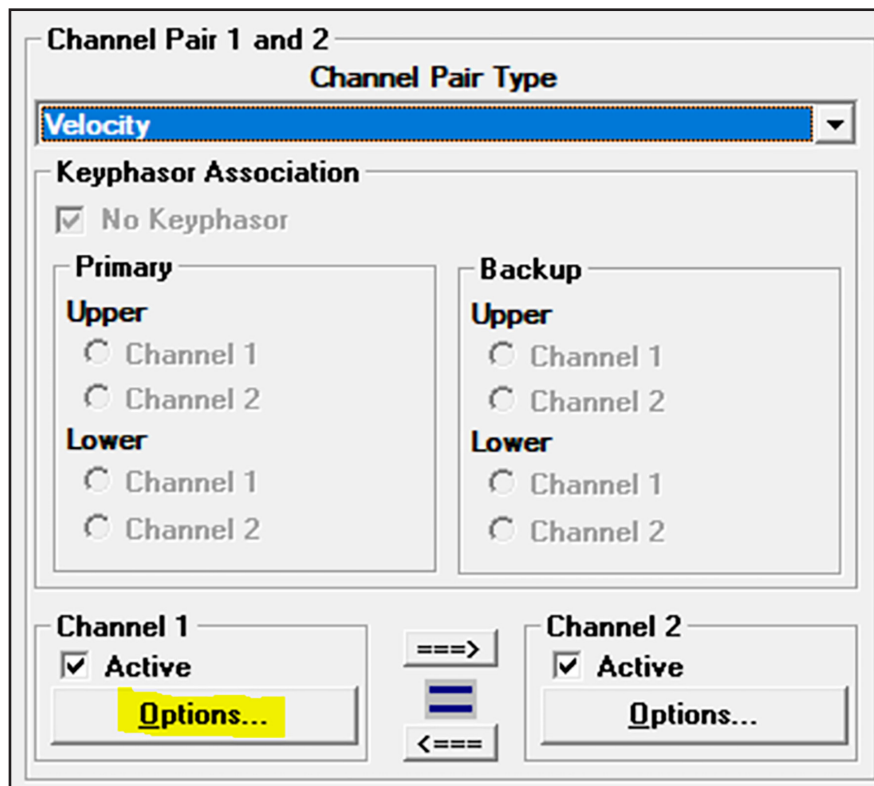 Channel Pair 1 and 2
Channel Pair Type
Velocity
Keyphasor Association
No Keyphasor
Primary
Upper
Channel 1
Channel 2
Lower
Channel 1
Channel 2
Backup
Upper
Channel 1
Channel 2
Lower
Channel 1
Channel 2
Channel 1
Active
Options...
===>
<===
Channel 2
Active
Options...